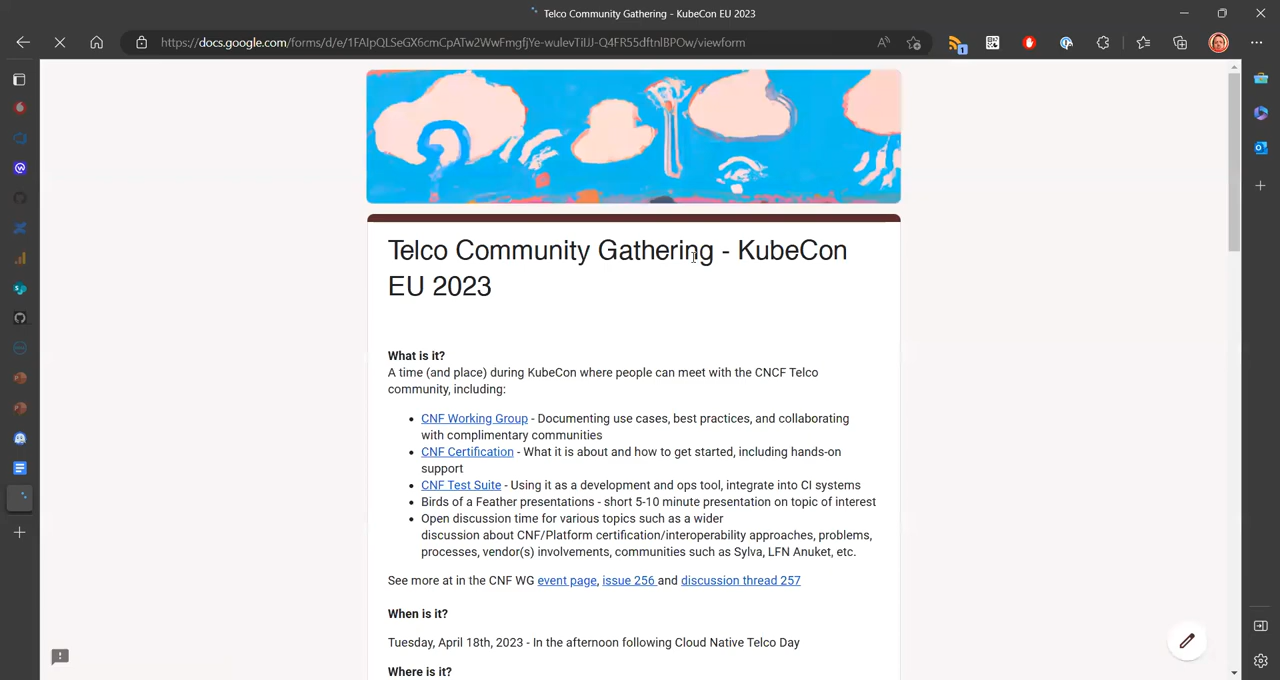 Telco Community Gathering - KubeCon EU 2023
https://docs.google.com/forms/d/e/1FAIpQLSeGX6cmCpATw2WwFmgfjYe-wulevTiIJJ-Q4FR55dftnlBPOw/viewform
1
Telco Community Gathering - KubeCon
EU 2023
What is it?
A time (and place) during KubeCon where people can meet with the CNCF Telco
community, including:
CNF Working Group - Documenting use cases, best practices, and collaborating
with complimentary communities
CNF Certification - What it is about and how to get started, including hands-on
support
CNF Test Suite - Using it as a development and ops tool, integrate into CI systems
Birds of a Feather presentations - short 5-10 minute presentation on topic of interest
Open discussion time for various topics such as a wider
discussion about CNF/Platform certification/interoperability approaches, problems,
processes, vendor(s) involvements, communities such as Sylva, LFN Anuket, etc.
See more at in the CNF WG event page, issue 256 and discussion thread 257
When is it?
Tuesday, April 18th, 2023 - In the afternoon following Cloud Native Telco Day
Where is it?